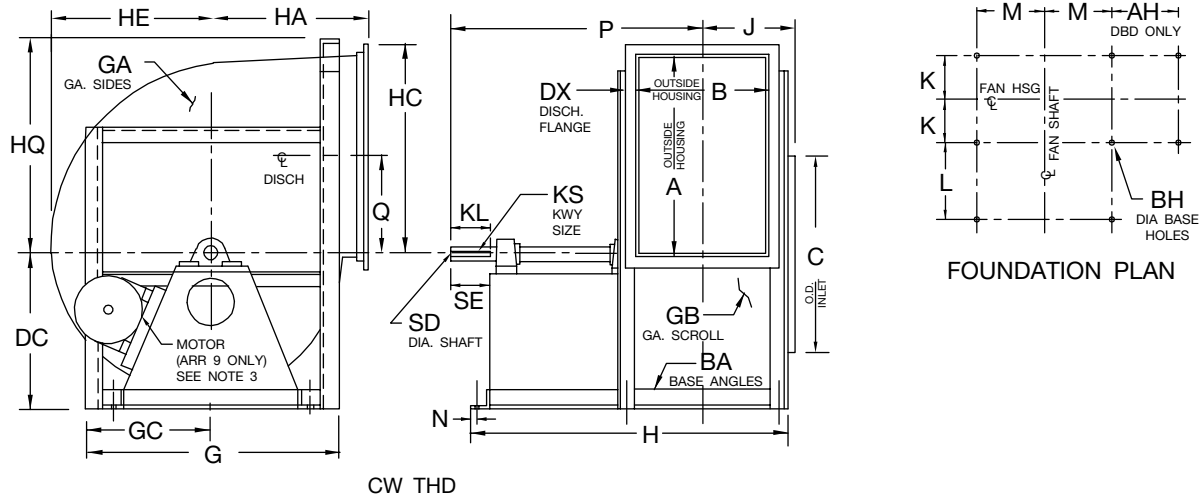 HE
HA
GA
GA. SIDES
HQ
HC
℄
DISCH
Q
DC
MOTOR
(ARR 9 ONLY)
SEE NOTE 3
GC
G
P
J
DX
DISCH.
FLANGE
OUTSIDE
HOUSING
B
OUTSIDE
HOUSING
A
KL
KS
KWY
SIZE
C
O.D.
INLET
SE
SD
DIA. SHAFT
GB
GA. SCROLL
BA
BASE ANGLES
N
H
CW THD
M
M
AH
DBD ONLY
K
FAN HSG
℄
K
℄ FAN SHAFT
L
BH
DIA BASE
HOLES
FOUNDATION PLAN